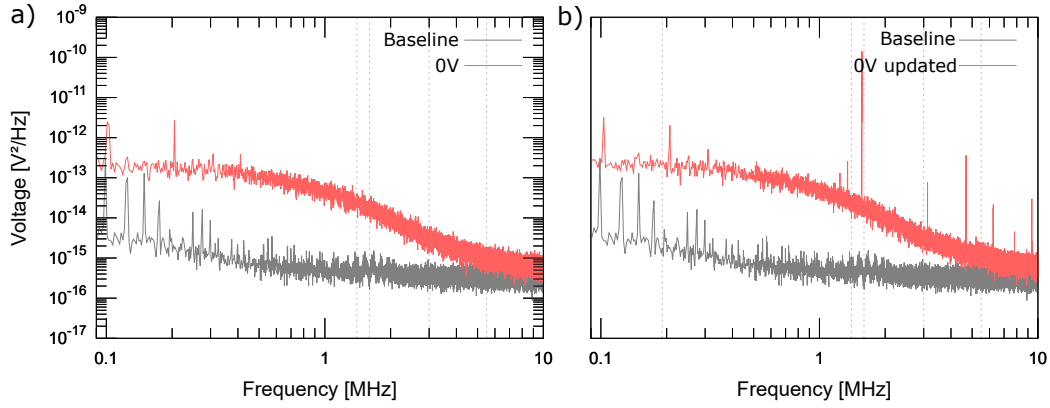 a)
10⁻⁹
10⁻¹⁰
10⁻¹¹
10⁻¹²
10⁻¹³
10⁻¹⁴
10⁻¹⁵
10⁻¹⁶
10⁻¹⁷
Voltage [V²/Hz]
Baseline
0V
0.1
1
10
Frequency [MHz]
b)
Baseline
0V updated
0.1
1
10
Frequency [MHz]